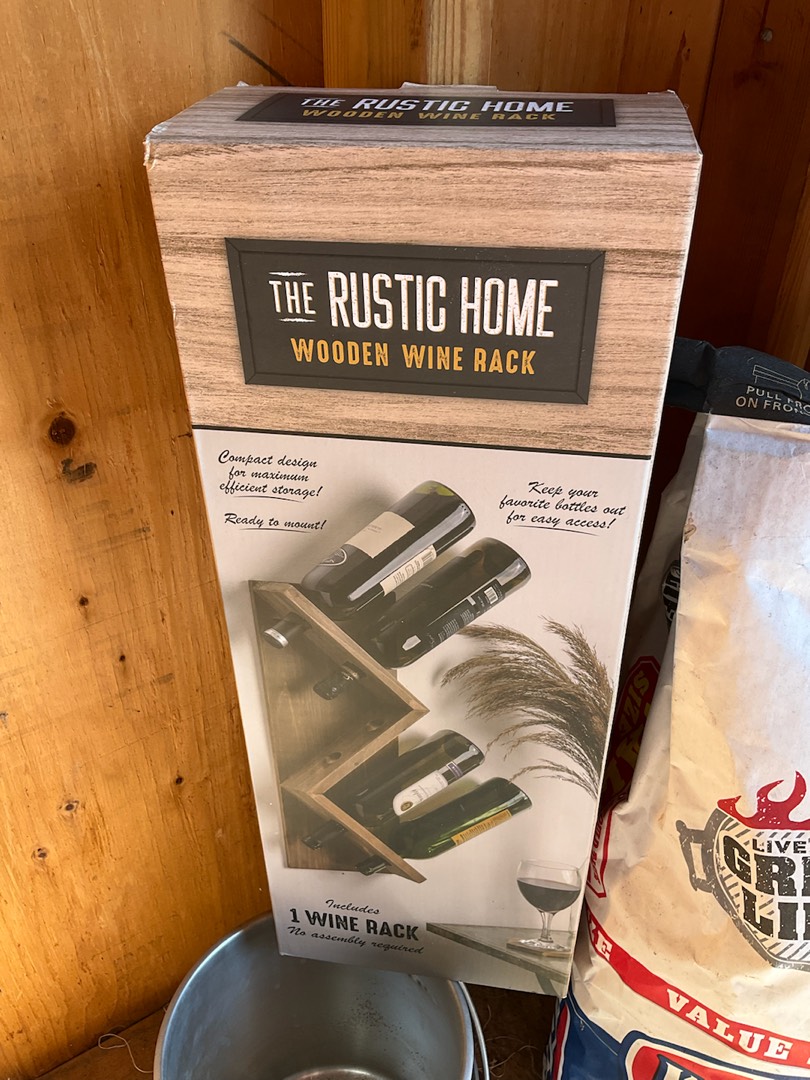 THE RUSTIC HOME
WOODEN WINE RACK
THE RUSTIC HOME
WOODEN WINE RACK
Compact design
for maximum
efficient storage!
Ready to mount!
Keep your
favorite bottles out
for easy access!
Includes
1 WINE RACK
No assembly required
PULL
ON
LIVE
VALUE